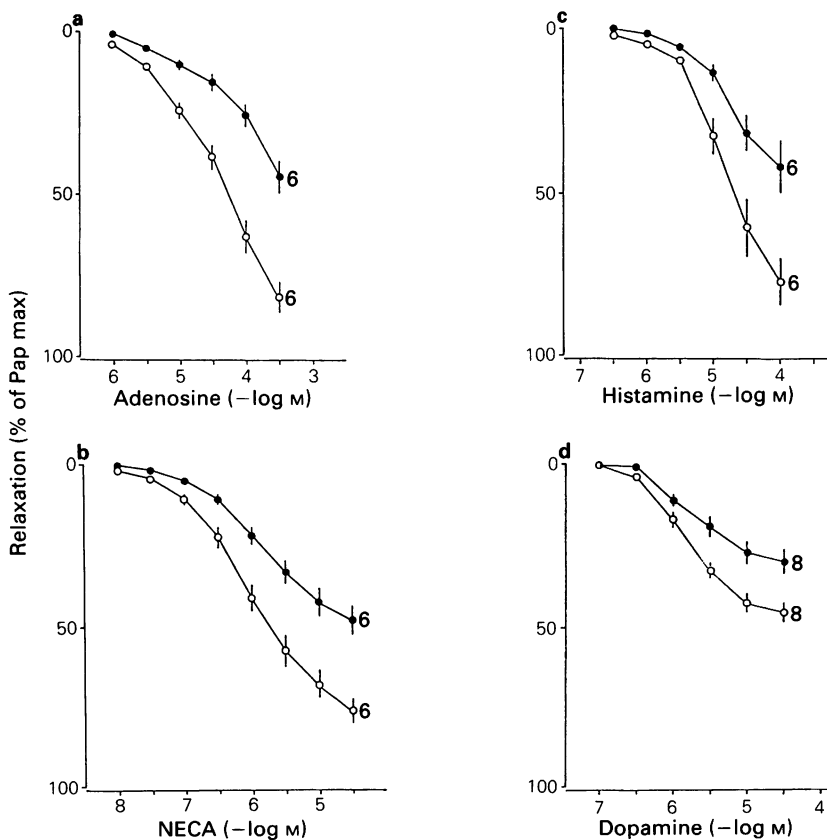 Relaxation (% of Pap max)
a
0
50
100
6
6
6 5 4 3
Adenosine (−log M)
c
0
50
100
6
6
7 6 5 4
Histamine (−log M)
b
0
50
100
6
6
8 7 6 5
NECA (−log M)
d
0
50
100
8
8
7 6 5 4
Dopamine (−log M)